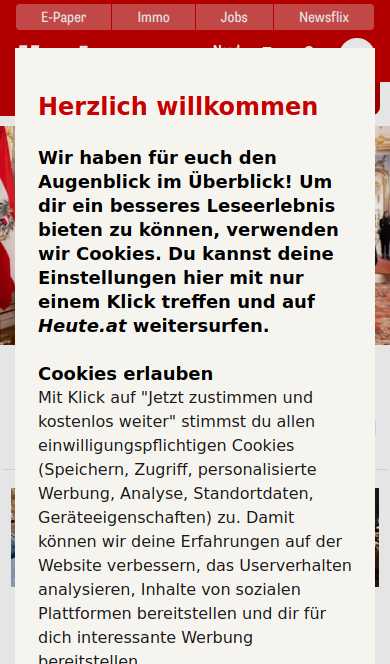 E-Paper
Immo
Jobs
Newsflix
Herzlich willkommen
Wir haben für euch den
Augenblick im Überblick! Um
dir ein besseres Leseerlebnis
bieten zu können, verwenden
wir Cookies. Du kannst deine
Einstellungen hier mit nur
einem Klick treffen und auf
Heute.at weitersurfen.
Cookies erlauben
Mit Klick auf "Jetzt zustimmen und
kostenlos weiter" stimmst du allen
einwilligungspflichtigen Cookies
(Speichern, Zugriff, personalisierte
Werbung, Analyse, Standortdaten,
Geräteeigenschaften) zu. Damit
können wir deine Erfahrungen auf der
Website verbessern, das Userverhalten
analysieren, Inhalte von sozialen
Plattformen bereitstellen und dir für
dich interessante Werbung
bereitstellen